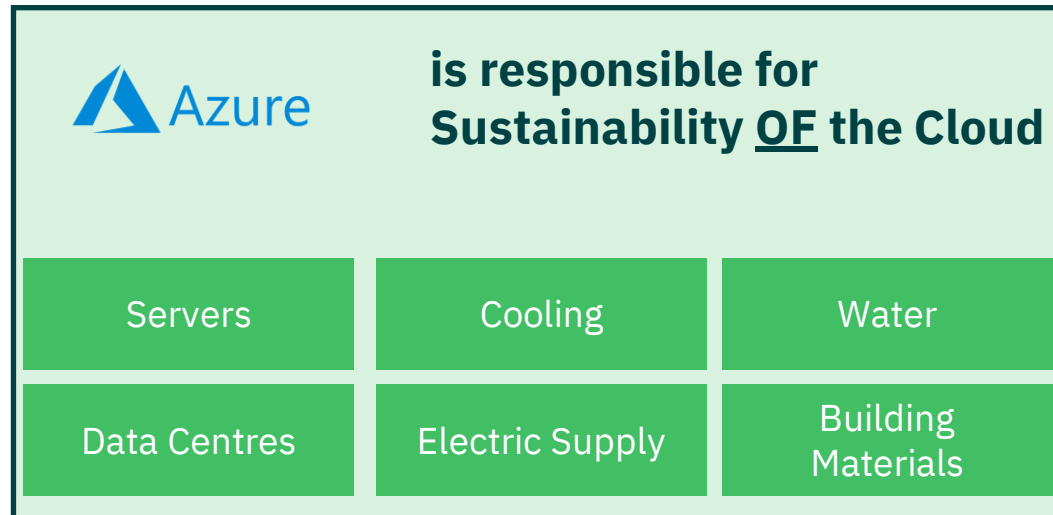 Azure
is responsible for
Sustainability OF the Cloud
Servers
Cooling
Water
Data Centres
Electric Supply
Building
Materials